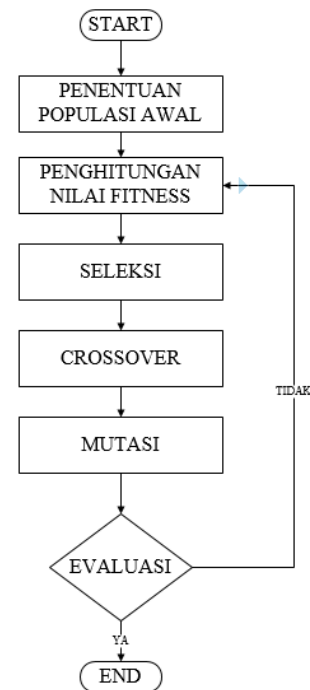 START
PENENTUAN
POPULASI AWAL
PENGHITUNGAN
NILAI FITNESS
SELEKSI
CROSSOVER
TIDAK
MUTASI
EVALUASI
YA
END